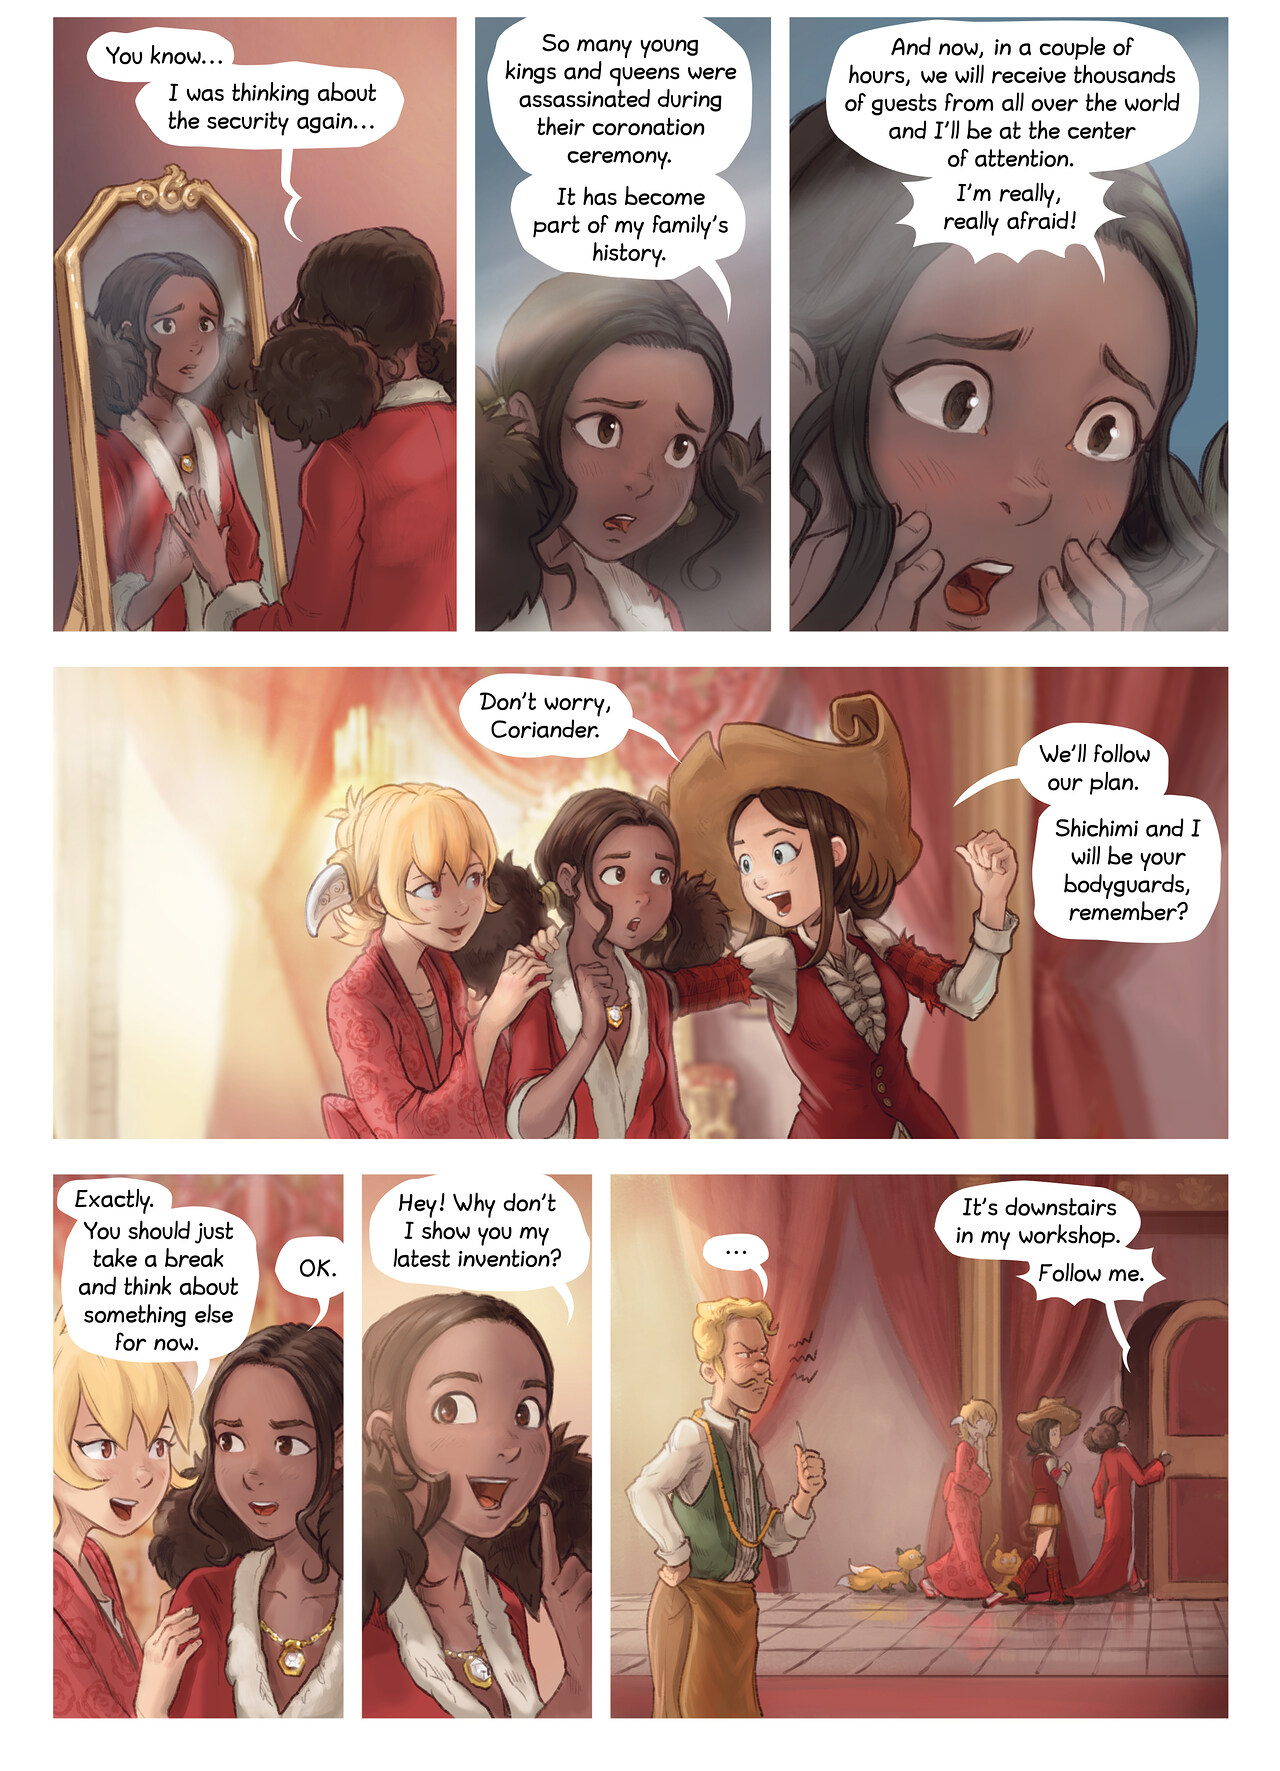 You know...
I was thinking about
the security again...
So many young
kings and queens were
assassinated during
their coronation
ceremony.
It has become
part of my family's
history.
And now, in a couple of
hours, we will receive thousands
of guests from all over the world
and I'll be at the center
of attention.
I'm really,
really afraid!
Don't worry,
Coriander.
We'll follow
our plan.
Shichimi and I
will be your
bodyguards,
remember?
Exactly.
You should just
take a break
and think about
something else
for now.
OK.
Hey! Why don't
I show you my
latest invention?
...
It's downstairs
in my workshop.
Follow me.